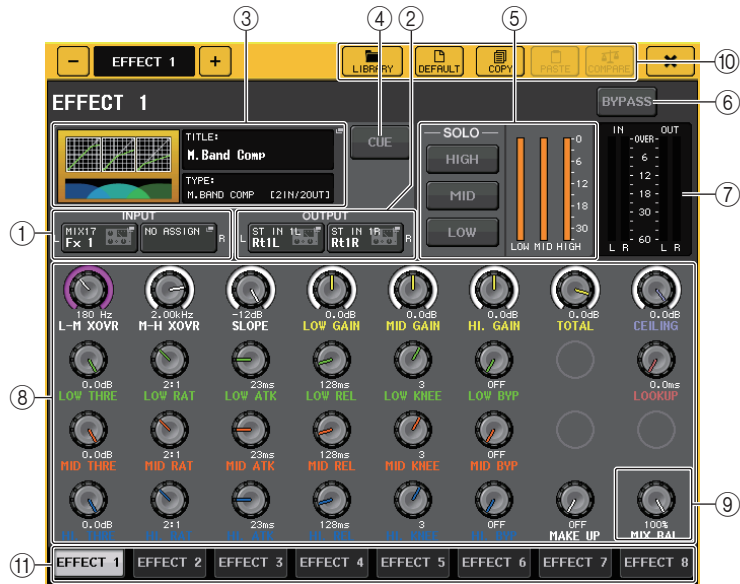 ③ ④ ② ⑤
− EFFECT 1 + LIBRARY DEFAULT COPY PASTE COMPARE ✖ ⑩
EFFECT 1 BYPASS ⑥
TITLE:
M.Band Comp
TYPE:
M.BAND COMP [2IN/2OUT]
CUE
SOLO
HIGH
MID
LOW
0
-6
-12
-18
-30
LOW MID HIGH
IN OUT
-OVER-
6
12
18
30
60
L R L R
⑦
① INPUT OUTPUT
L MIX17 NO ASSIGN R L ST IN 1L ST IN 1R R
Fx 1 Rt1L Rt1R
⑧
180 Hz 2.00kHz -12dB 0.0dB 0.0dB 0.0dB 0.0dB 0.0dB
L-M XOVR M-H XOVR SLOPE LOW GAIN MID GAIN HI. GAIN TOTAL CEILING
0.0dB 2:1 23ms 128ms 3 OFF 0.0ms
LOW THRE LOW RAT LOW ATK LOW REL LOW KNEE LOW BYP LOOKUP
0.0dB 2:1 23ms 128ms 3 OFF
MID THRE MID RAT MID ATK MID REL MID KNEE MID BYP
0.0dB 2:1 23ms 128ms 3 OFF OFF 100%
MAKE UP MIX BAL
⑨
⑪ EFFECT 1 EFFECT 2 EFFECT 3 EFFECT 4 EFFECT 5 EFFECT 6 EFFECT 7 EFFECT 8